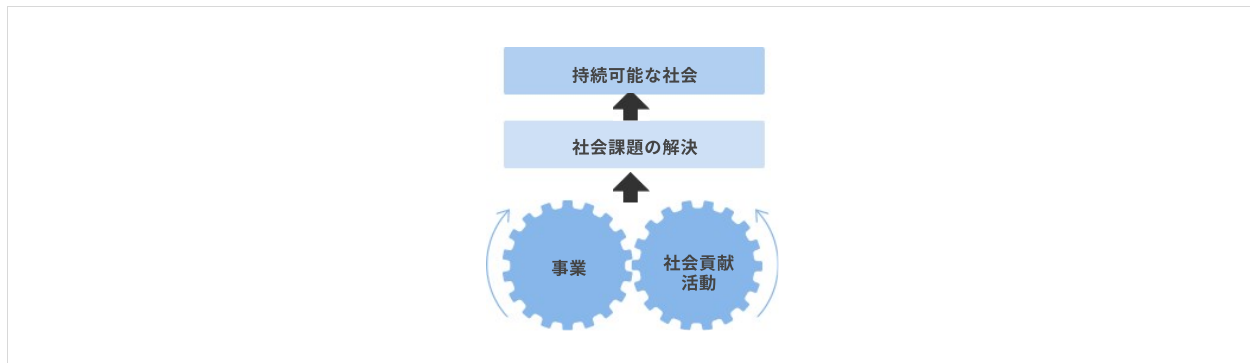 持続可能な社会
社会課題の解決
事業
社会貢献
活動